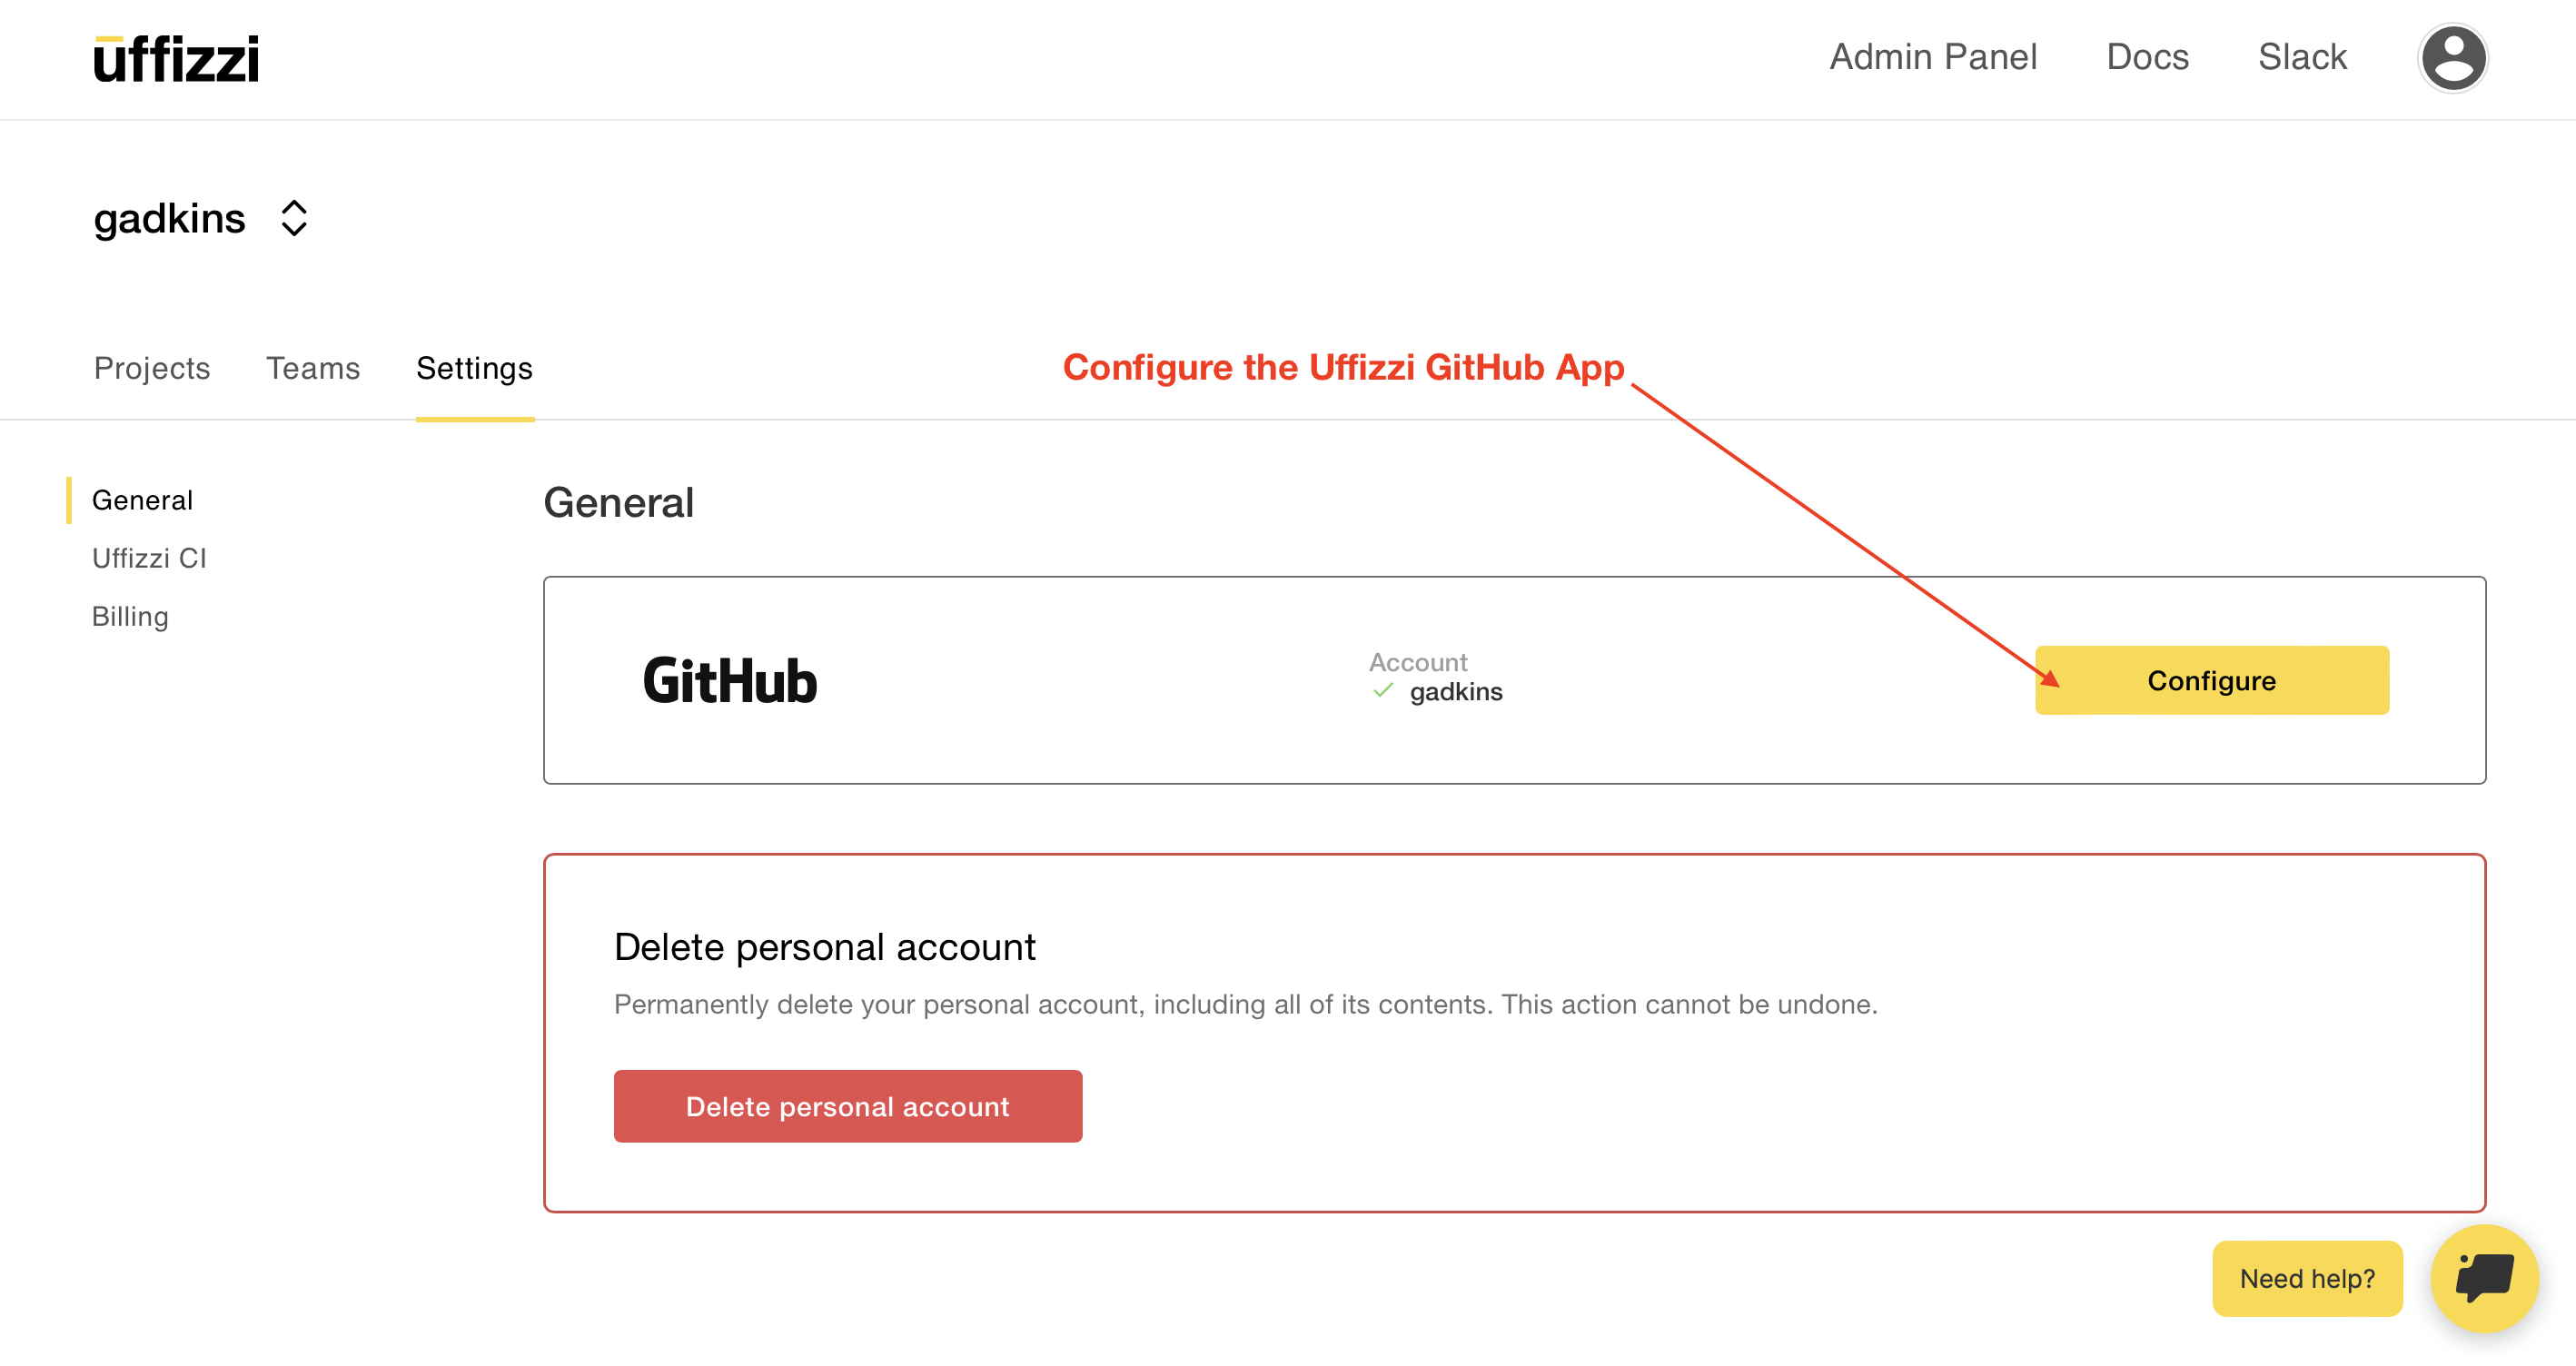 uffizzi
Admin Panel Docs Slack
gadkins
Projects Teams Settings
Configure the Uffizzi GitHub App
General
Uffizzi CI
Billing
General
GitHub
Account
gadkins
Configure
Delete personal account
Permanently delete your personal account, including all of its contents. This action cannot be undone.
Delete personal account
Need help?